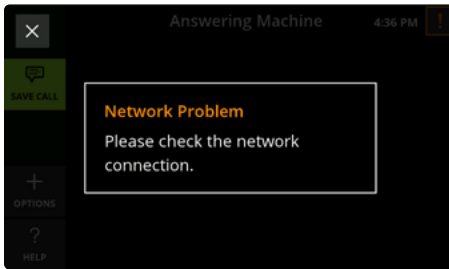 Answering Machine
4:36 PM
!
SAVE CALL
Network Problem
Please check the network
connection.
OPTIONS
?
HELP